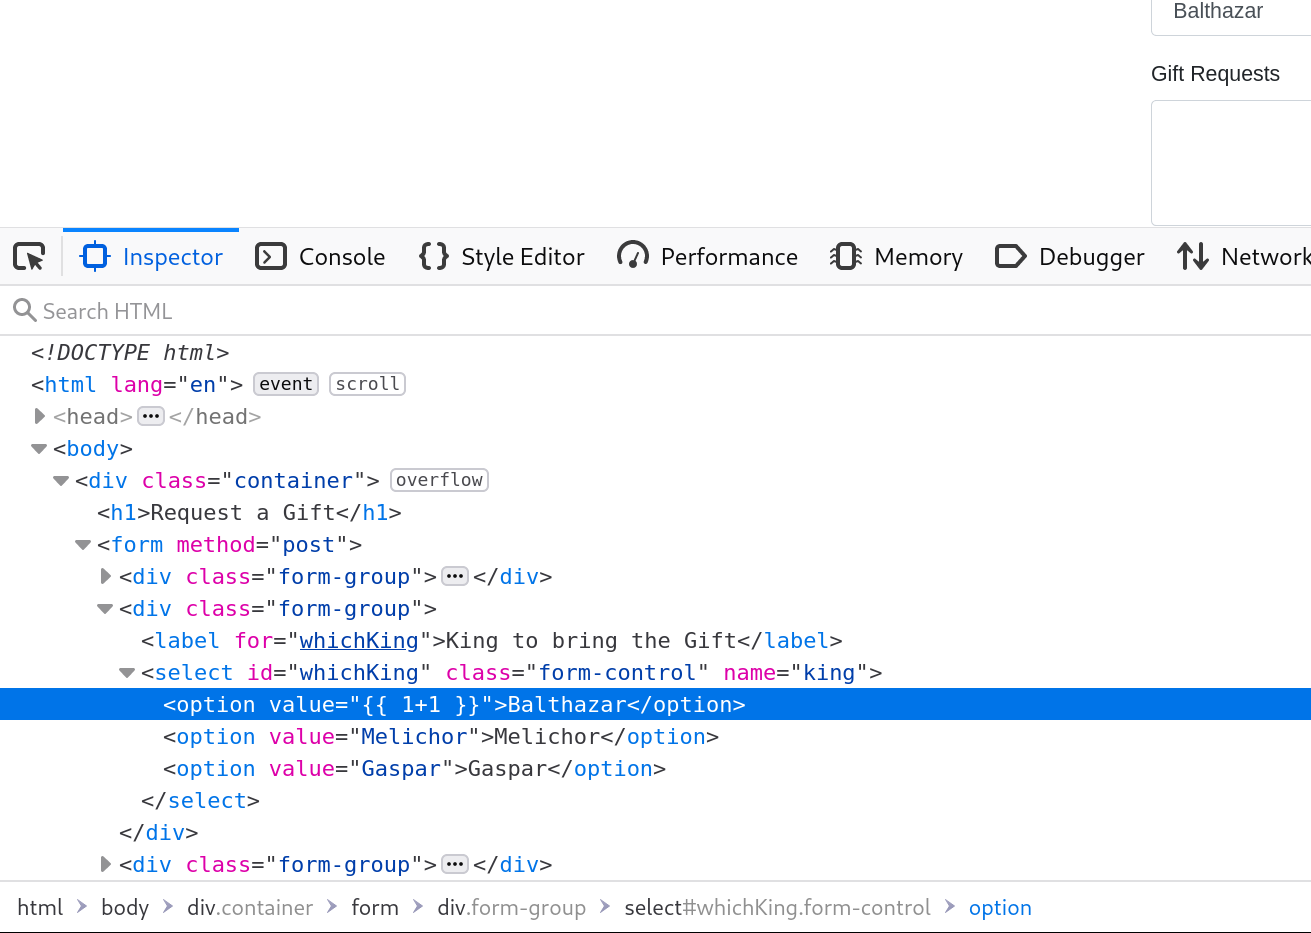 Balthazar
Gift Requests
Inspector Console Style Editor Performance Memory Debugger Network
Search HTML
<!DOCTYPE html>
<html lang="en"> event scroll
<head>•••</head>
<body>
<div class="container"> overflow
<h1>Request a Gift</h1>
<form method="post">
<div class="form-group">•••</div>
<div class="form-group">
<label for="whichKing">King to bring the Gift</label>
<select id="whichKing" class="form-control" name="king">
<option value="{{ 1+1 }}">Balthazar</option>
<option value="Melichor">Melichor</option>
<option value="Gaspar">Gaspar</option>
</select>
</div>
<div class="form-group">•••</div>
html body div.container form div.form-group select#whichKing.form-control option